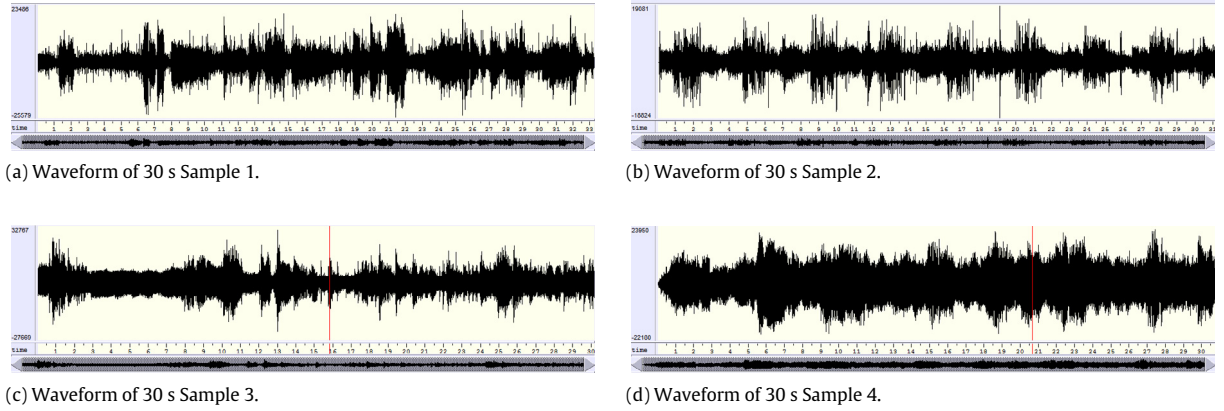 23486
-25579
time 1 2 3 4 5 6 7 8 9 10 11 12 13 14 15 16 17 18 19 20 21 22 23 24 25 26 27 28 29 30 31 32 33
(a) Waveform of 30 s Sample 1.
19081
-18824
time 1 2 3 4 5 6 7 8 9 10 11 12 13 14 15 16 17 18 19 20 21 22 23 24 25 26 27 28 29 30 31
(b) Waveform of 30 s Sample 2.
32767
-27669
time 1 2 3 4 5 6 7 8 9 10 11 12 13 14 15 16 17 18 19 20 21 22 23 24 25 26 27 28 29 30
(c) Waveform of 30 s Sample 3.
23950
-22180
time 1 2 3 4 5 6 7 8 9 10 11 12 13 14 15 16 17 18 19 20 21 22 23 24 25 26 27 28 29 30
(d) Waveform of 30 s Sample 4.